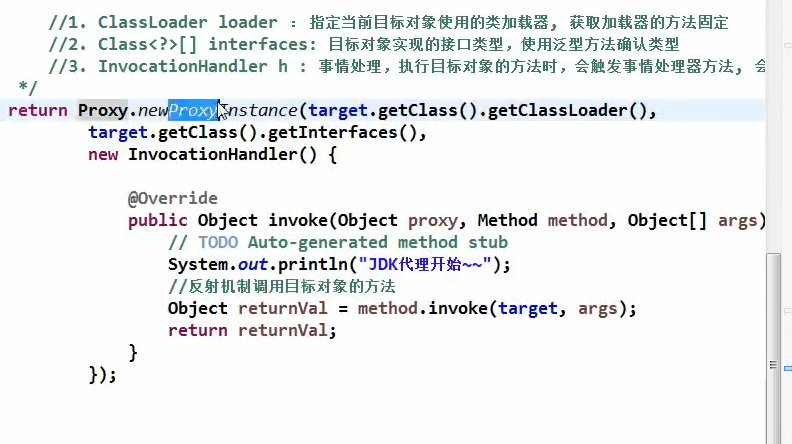 //1. ClassLoader loader : 指定当前目标对象使用的类加载器, 获取加载器的方法固定
//2. Class<?>[] interfaces: 目标对象实现的接口类型，使用泛型方法确认类型
//3. InvocationHandler h : 事情处理，执行目标对象的方法时，会触发事情处理器方法, 会
*/
return Proxy.newProxyInstance(target.getClass().getClassLoader(),
target.getClass().getInterfaces(),
new InvocationHandler() {
@Override
public Object invoke(Object proxy, Method method, Object[] args)
// TODO Auto-generated method stub
System.out.println("JDK代理开始~~");
//反射机制调用目标对象的方法
Object returnVal = method.invoke(target, args);
return returnVal;
}
});